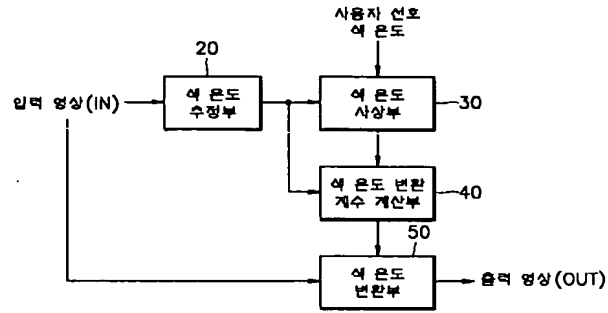 사용자 선호
색 온도
20
입력 영상(IN)
색 온도
추정부
색 온도
사상부
30
색 온도 변환
계수 계산부
40
50
색 온도
변환부
출력 영상(OUT)